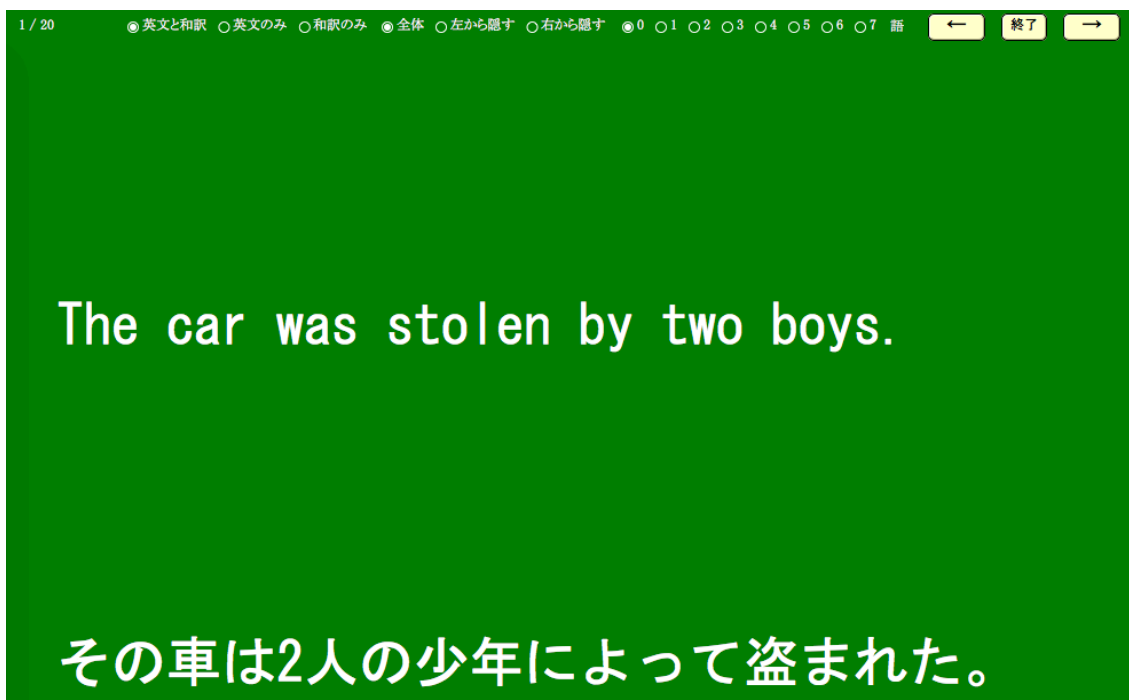 1 / 20 ◉英文と和訳 ○英文のみ ○和訳のみ ◉全体 ○左から隠す ○右から隠す ◉0 ○1 ○2 ○3 ○4 ○5 ○6 ○7 語 ← 終了 →
The car was stolen by two boys.
その車は2人の少年によって盗まれた。